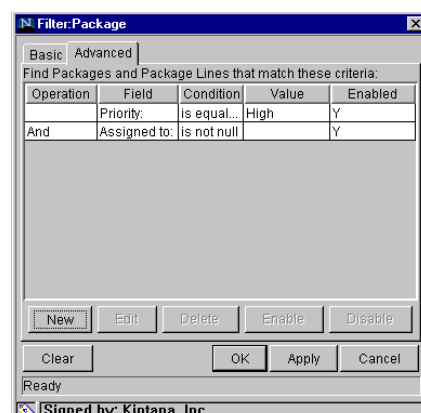 Filter:Package
Basic Advanced
Find Packages and Package Lines that match these criteria:
Operation Field Condition Value Enabled
Priority: is equal... High Y
And Assigned to: is not null Y
New Edit Delete Enable Disable
Clear OK Apply Cancel
Ready
Signed by: Kintana, Inc.